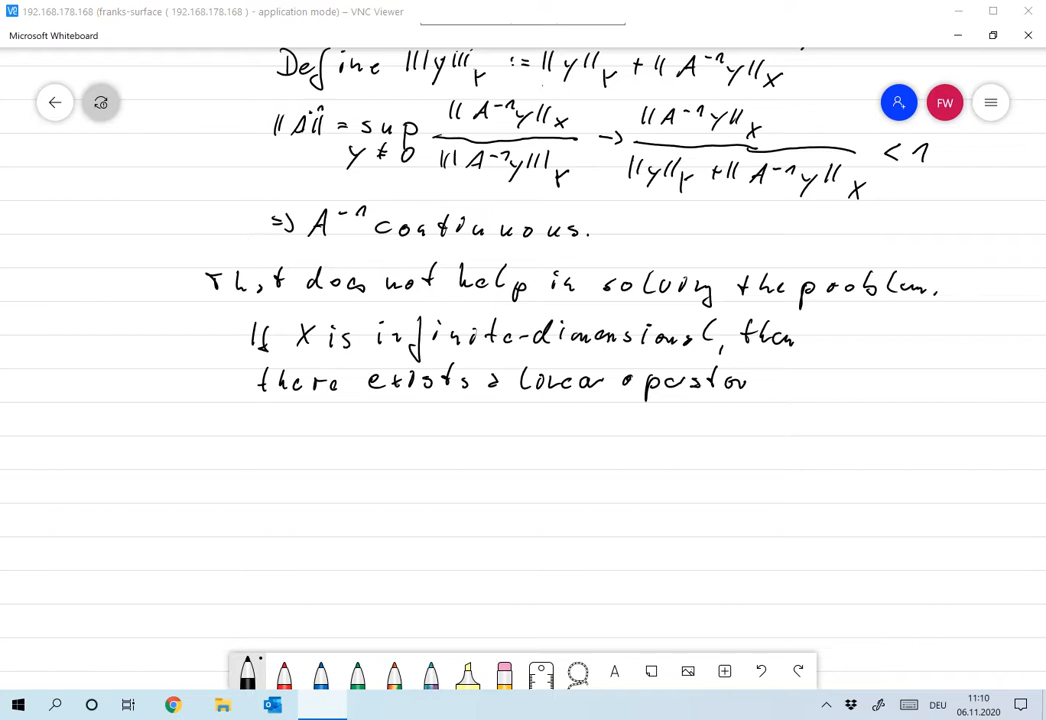 192.168.178.168 (franks-surface ( 192.168.178.168 ) - application mode) – VNC Viewer
Microsoft Whiteboard
Define |||y|||_Y := ||y||_Y + ||A^{-1}y||_X
FW
||A^{-1}|| = sup_{y ≠ 0} ||A^{-1}y||_X / |||A^{-1}y|||_Y → ||A^{-1}y||_X / (||y||_Y + ||A^{-1}y||_X) < 1
=> A^{-1} continuous.
That does not help in solving the problem.
If X is infinite-dimensional, then
there exists a linear operator
A
DEU
11:10
06.11.2020